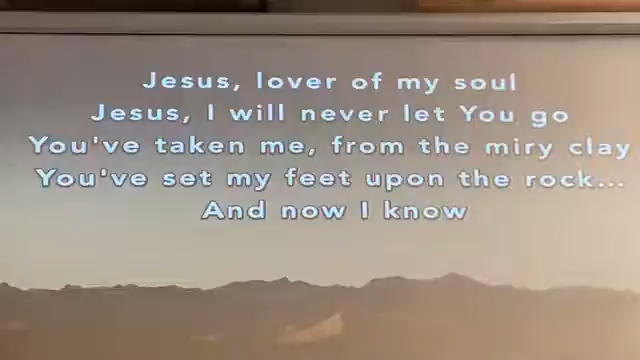 Jesus, lover of my soul
Jesus, I will never let You go
You've taken me, from the miry clay
You've set my feet upon the rock...
And now I know